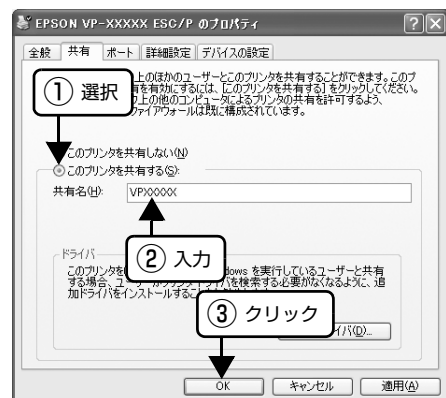 EPSON VP-XXXXX ESC/P のプロパティ
全般 共有 ポート 詳細設定 デバイスの設定
上のほかのユーザーとこのプリンタを共有することができます。このプ
有を有効にするには、[このプリンタを共有する] をクリックしてください。
上の他のコンピュータによるプリンタの共有を許可するよう、
ファイアウォールは既に構成されています。
① 選択
このプリンタを共有しない(N)
このプリンタを共有する(S):
共有名(H): VPXXXXX
② 入力
ドライバ
このプリンタを
dows を実行しているユーザーと共有
する場合、ユー
ライバを検索する必要がなくなるように、追
加ドライバをインストールするこ
③ クリック
イバ(D)...
OK キャンセル 適用(A)